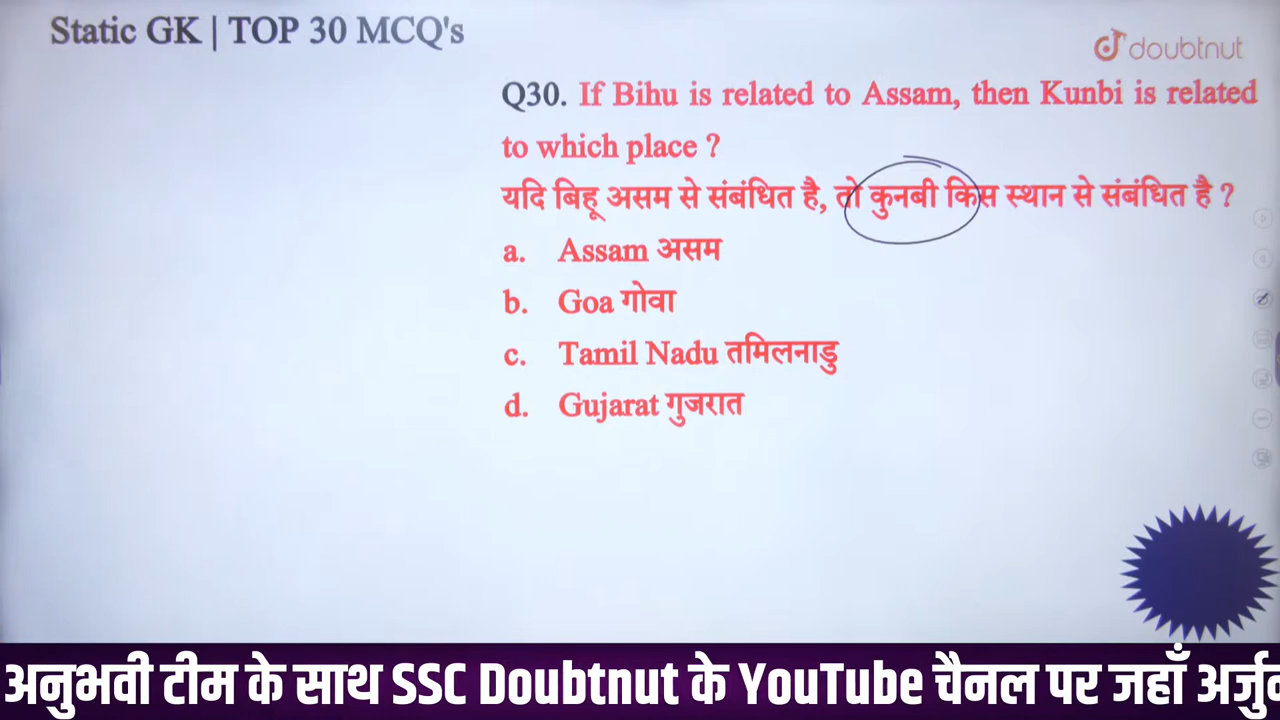 Static GK | TOP 30 MCQ's
doubtnut
Q30. If Bihu is related to Assam, then Kunbi is related
to which place ?
यदि बिहू असम से संबंधित है, तो कुनबी किस स्थान से संबंधित है ?
a. Assam असम
b. Goa गोवा
c. Tamil Nadu तमिलनाडु
d. Gujarat गुजरात
अनुभवी टीम के साथ SSC Doubtnut के YouTube चैनल पर जहाँ अर्जुन